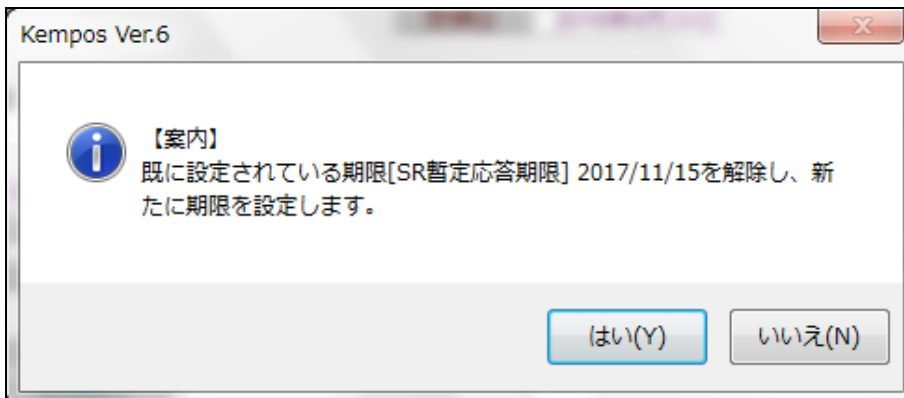 Kempos Ver.6
【案内】
既に設定されている期限[SR暫定応答期限] 2017/11/15を解除し、新
たに期限を設定します。
はい(Y)
いいえ(N)